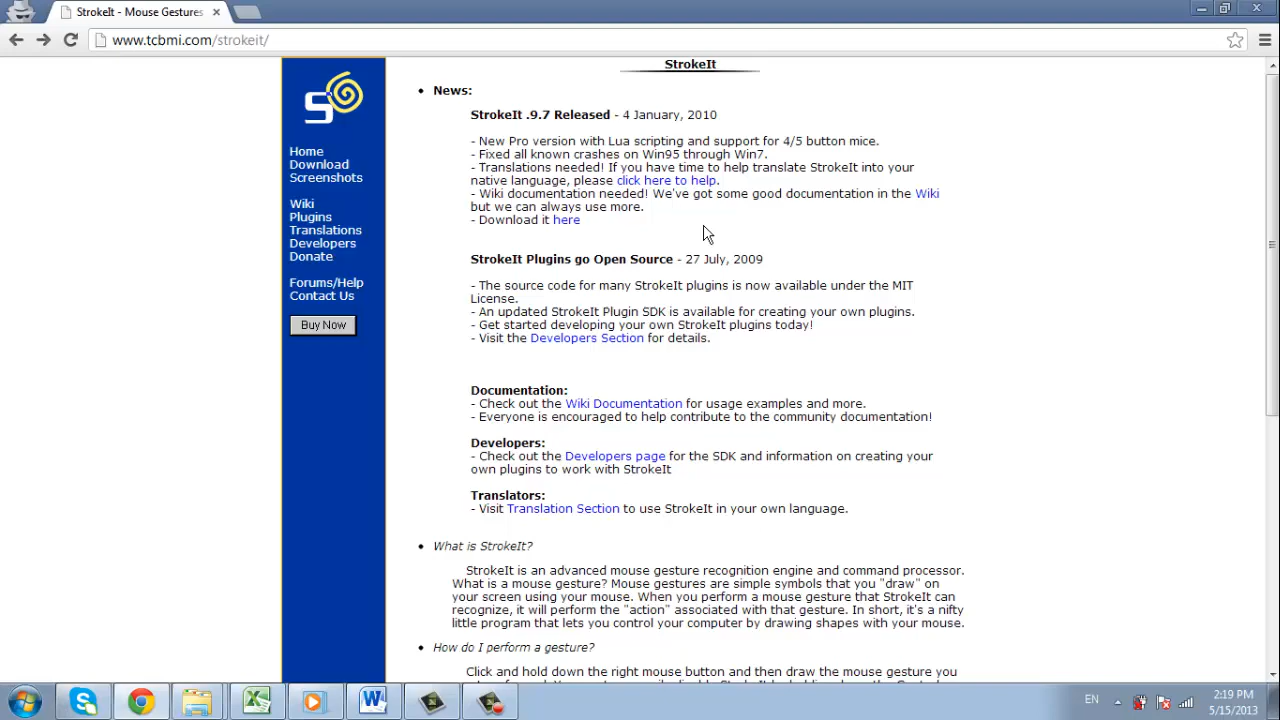 StrokeIt - Mouse Gestures
www.tcbmi.com/strokeit/
S
Home
Download
Screenshots
Wiki
Plugins
Translations
Developers
Donate
Forums/Help
Contact Us
Buy Now
StrokeIt
• News:
StrokeIt .9.7 Released - 4 January, 2010
- New Pro version with Lua scripting and support for 4/5 button mice.
- Fixed all known crashes on Win95 through Win7.
- Translations needed! If you have time to help translate StrokeIt into your
native language, please click here to help.
- Wiki documentation needed! We've got some good documentation in the Wiki
but we can always use more.
- Download it here
StrokeIt Plugins go Open Source - 27 July, 2009
- The source code for many StrokeIt plugins is now available under the MIT
License.
- An updated StrokeIt Plugin SDK is available for creating your own plugins.
- Get started developing your own StrokeIt plugins today!
- Visit the Developers Section for details.
Documentation:
- Check out the Wiki Documentation for usage examples and more.
- Everyone is encouraged to help contribute to the community documentation!
Developers:
- Check out the Developers page for the SDK and information on creating your
own plugins to work with StrokeIt
Translators:
- Visit Translation Section to use StrokeIt in your own language.
• What is StrokeIt?
StrokeIt is an advanced mouse gesture recognition engine and command processor.
What is a mouse gesture? Mouse gestures are simple symbols that you "draw" on
your screen using your mouse. When you perform a mouse gesture that StrokeIt can
recognize, it will perform the "action" associated with that gesture. In short, it's a nifty
little program that lets you control your computer by drawing shapes with your mouse.
• How do I perform a gesture?
Click and hold down the right mouse button and then draw the mouse gesture you
EN
2:19 PM
5/15/2013